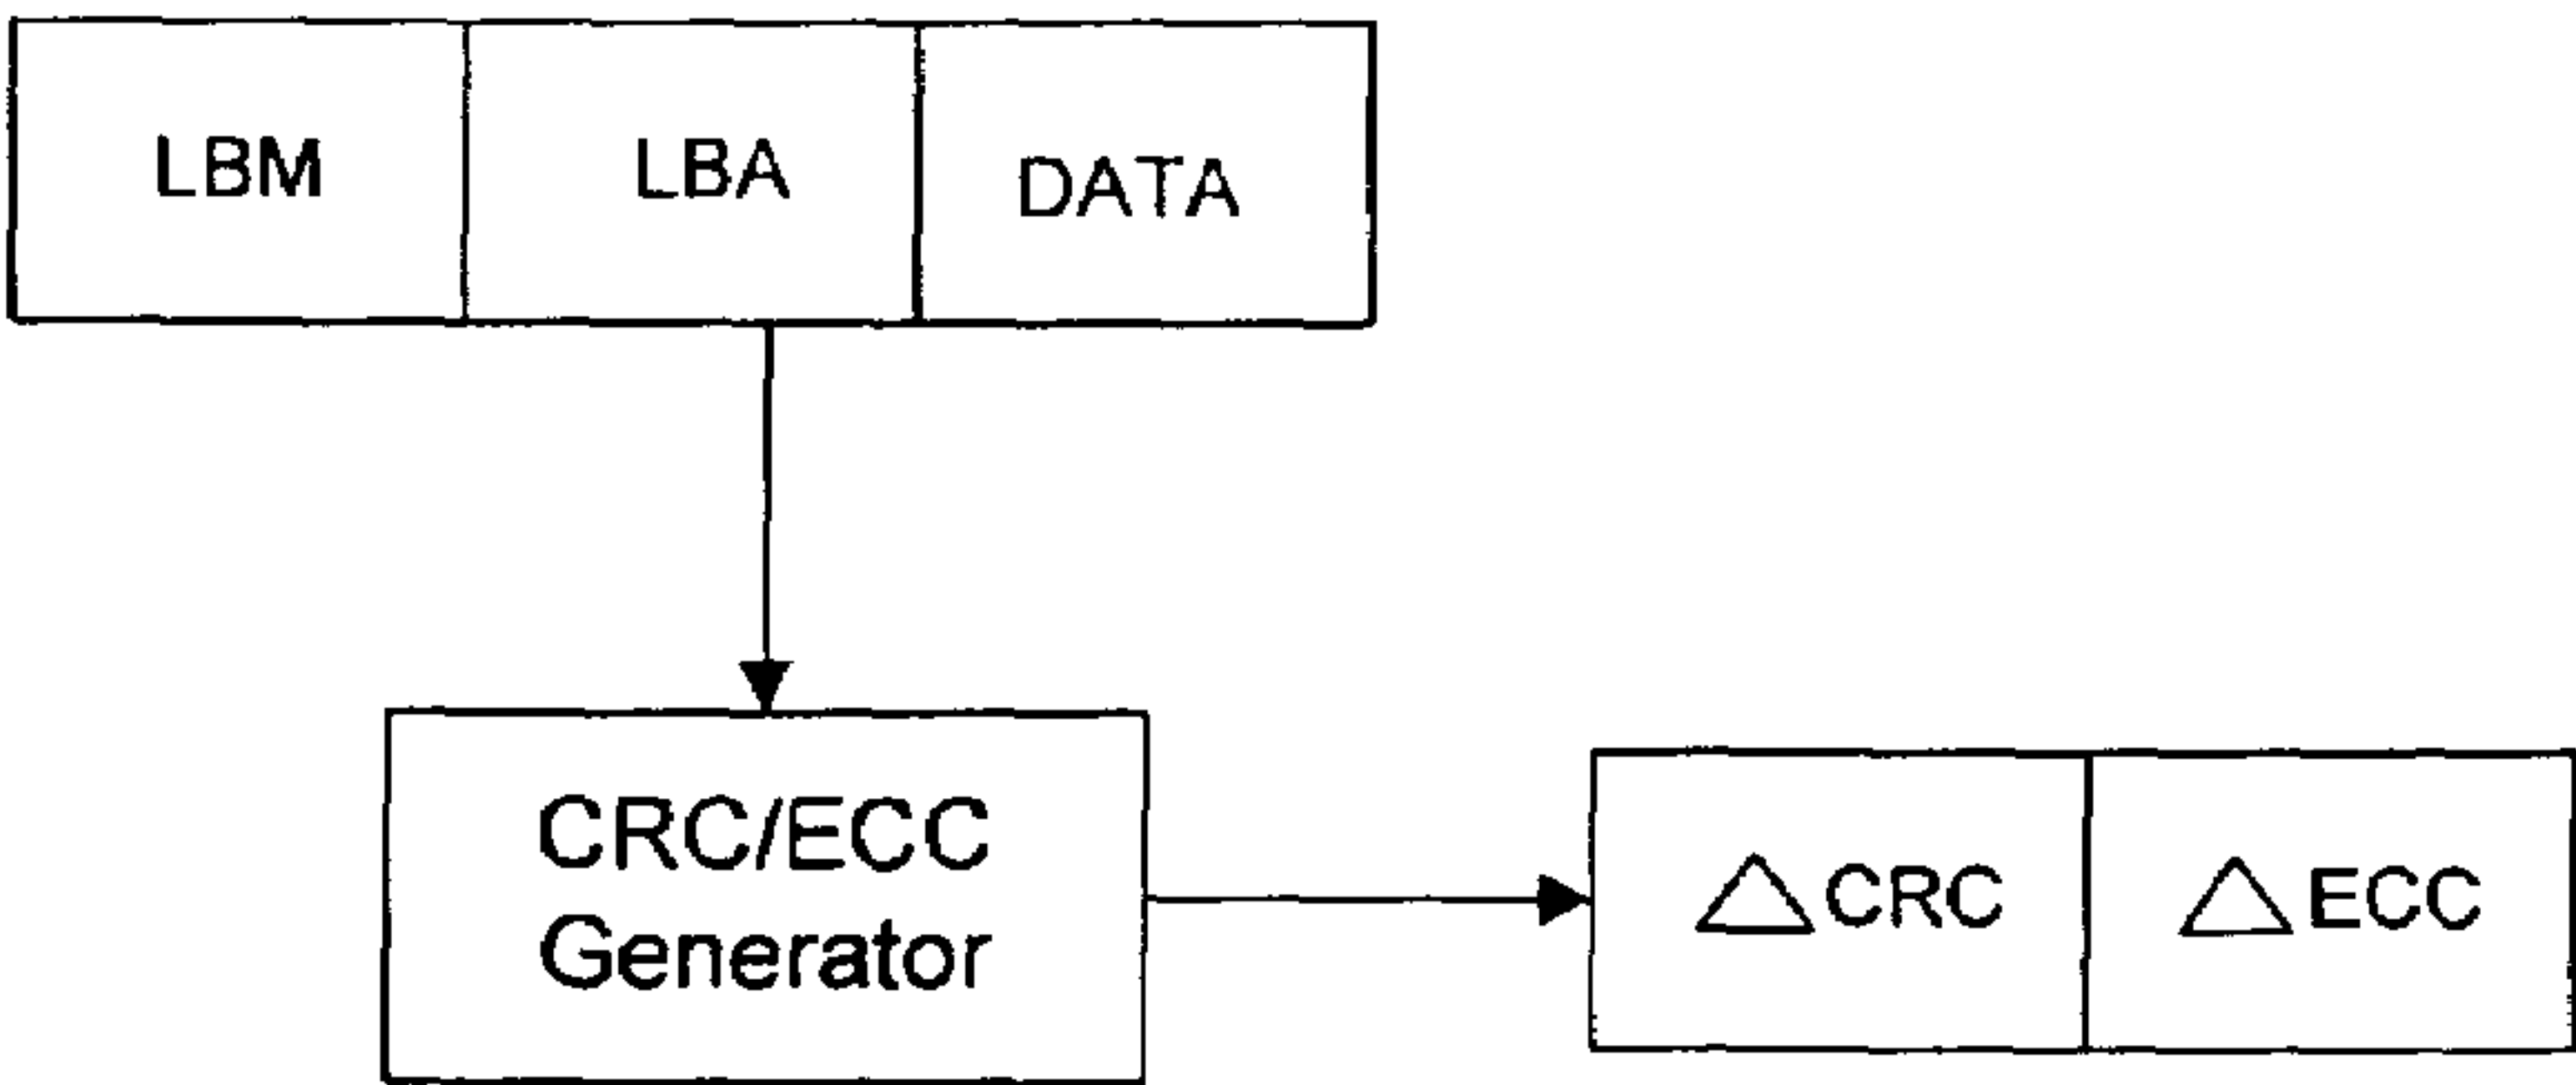 LBM
LBA
DATA
CRC/ECC
Generator
△CRC
△ECC